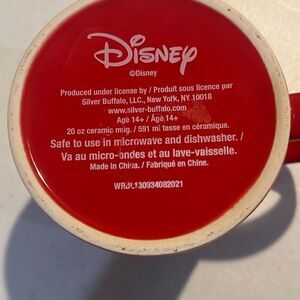 Disney
©Disney
Produced under license by / Produit sous licence par
Silver Buffalo, LLC., New York, NY, 10018
www.silver-buffalo.com
Age 14+ / Âge 14+
20 oz ceramic mug. / 591 ml tasse en céramique.
Safe to use in microwave and dishwasher. /
Va au micro-ondes et au lave-vaisselle.
Made in China. / Fabriqué en Chine.